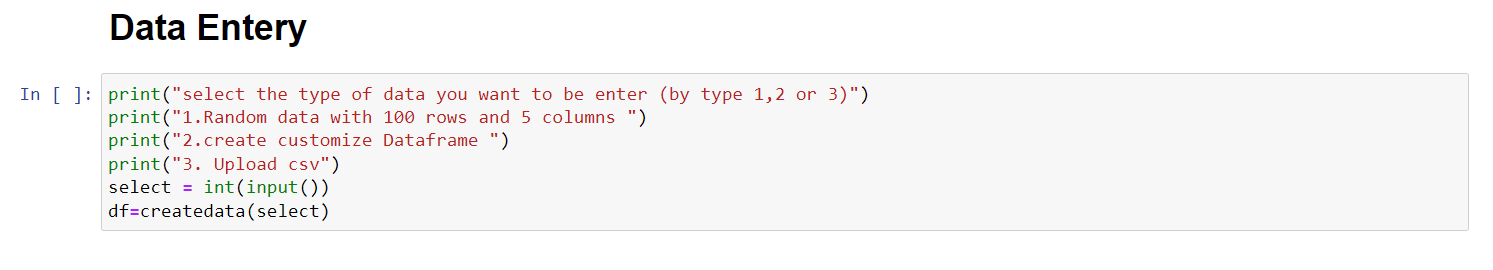 Data Entery
In [ ]: print("select the type of data you want to be enter (by type 1,2 or 3)")
print("1.Random data with 100 rows and 5 columns ")
print("2.create customize Dataframe ")
print("3. Upload csv")
select = int(input())
df=createdata(select)